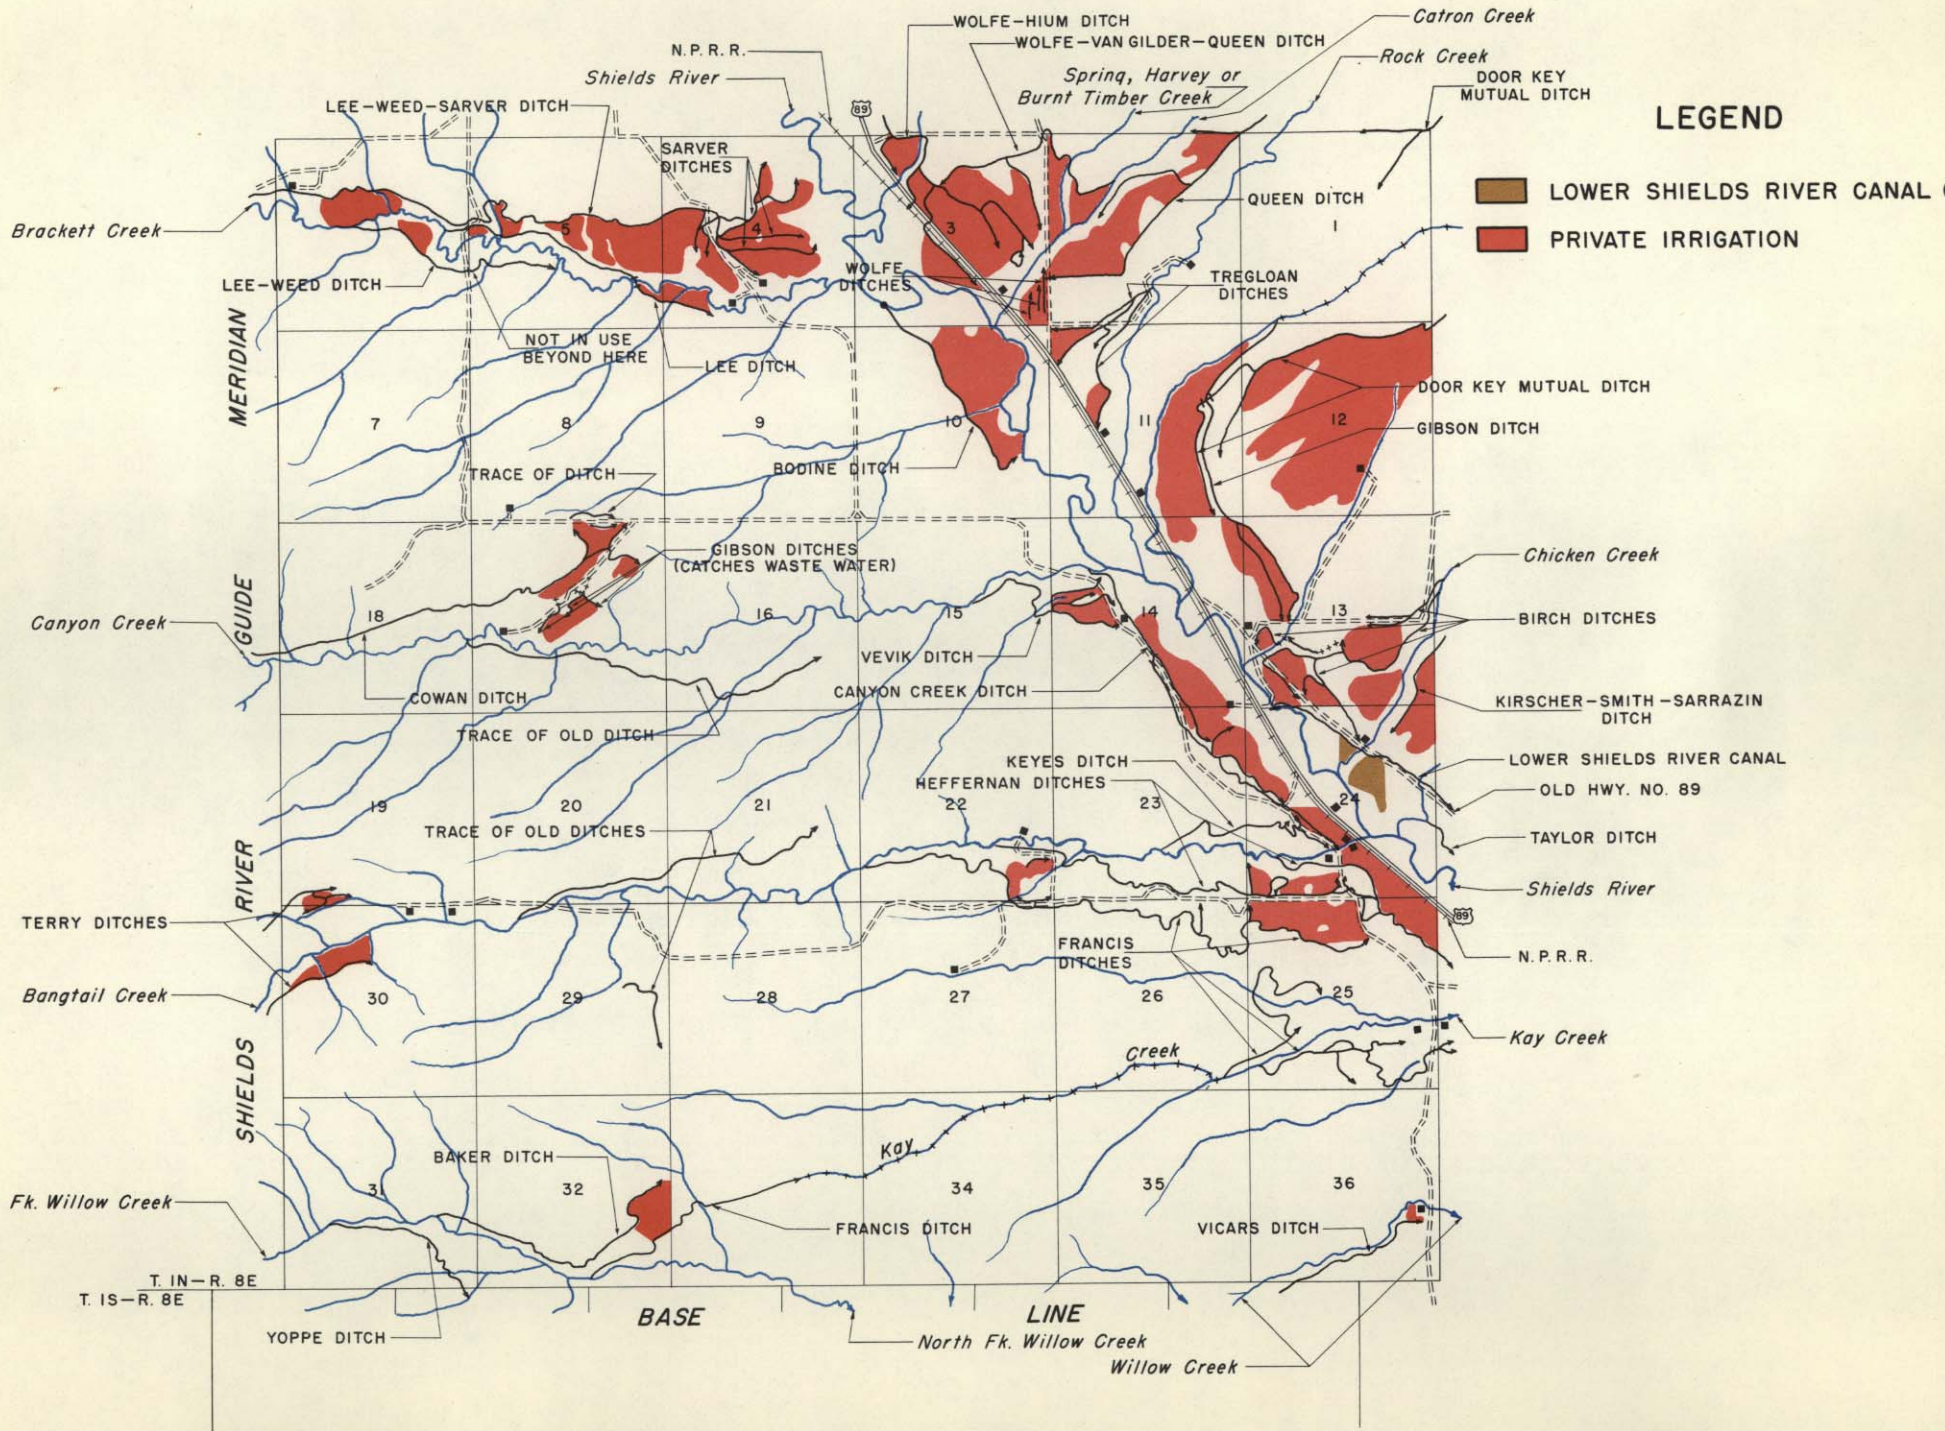 WOLFE-HIUM DITCH
Catron Creek
N.P.R.R.
WOLFE-VAN GILDER-QUEEN DITCH
Rock Creek
Shields River
Spring, Harvey or
Burnt Timber Creek
DOOR KEY
MUTUAL DITCH
LEE-WEED-SARVER DITCH
89
LEGEND
SARVER
DITCHES
LOWER SHIELDS RIVER CANAL
QUEEN DITCH
1
Brackett Creek
5
4
3
PRIVATE IRRIGATION
LEE-WEED DITCH
WOLFE
DITCHES
TREGLOAN
DITCHES
MERIDIAN
NOT IN USE
BEYOND HERE
LEE DITCH
DOOR KEY MUTUAL DITCH
7
8
9
10
11
12
GIBSON DITCH
TRACE OF DITCH
BODINE DITCH
GIBSON DITCHES
(CATCHES WASTE WATER)
Chicken Creek
GUIDE
Canyon Creek
18
16
15
14
13
BIRCH DITCHES
VEVIK DITCH
COWAN DITCH
CANYON CREEK DITCH
KIRSCHER-SMITH-SARRAZIN
DITCH
TRACE OF OLD DITCH
KEYES DITCH
LOWER SHIELDS RIVER CANAL
HEFFERNAN DITCHES
OLD HWY. NO. 89
19
20
21
22
23
24
TRACE OF OLD DITCHES
TAYLOR DITCH
RIVER
Shields River
TERRY DITCHES
89
FRANCIS
DITCHES
N.P.R.R.
Bangtail Creek
30
29
28
27
26
25
Kay Creek
Creek
SHIELDS
Kay
BAKER DITCH
31
32
34
35
36
Fk. Willow Creek
FRANCIS DITCH
VICARS DITCH
T. 1N-R. 8E
T. 1S-R. 8E
BASE
LINE
YOPPE DITCH
North Fk. Willow Creek
Willow Creek